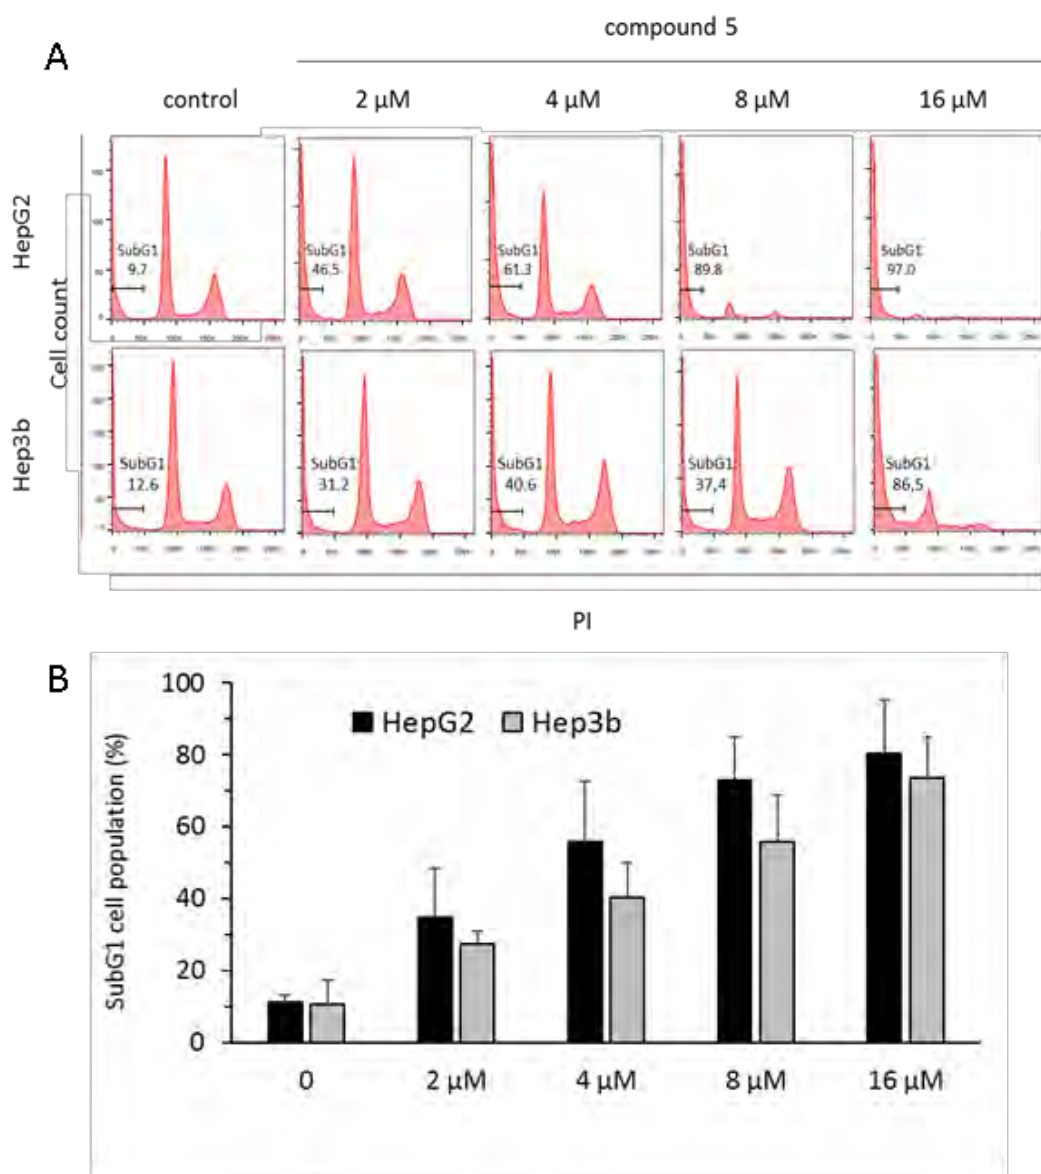 compound 5
A
control 2 µM 4 µM 8 µM 16 µM
HepG2
SubG1
9.7
SubG1
46.5
SubG1
61.3
SubG1
89.8
SubG1
97.0
Cell count
Hep3b
SubG1
12.6
SubG1
31.2
SubG1
40.6
SubG1
37,4
SubG1
86,5
PI
B
SubG1 cell population (%)
100
80
60
40
20
0
HepG2 Hep3b
0 2 µM 4 µM 8 µM 16 µM